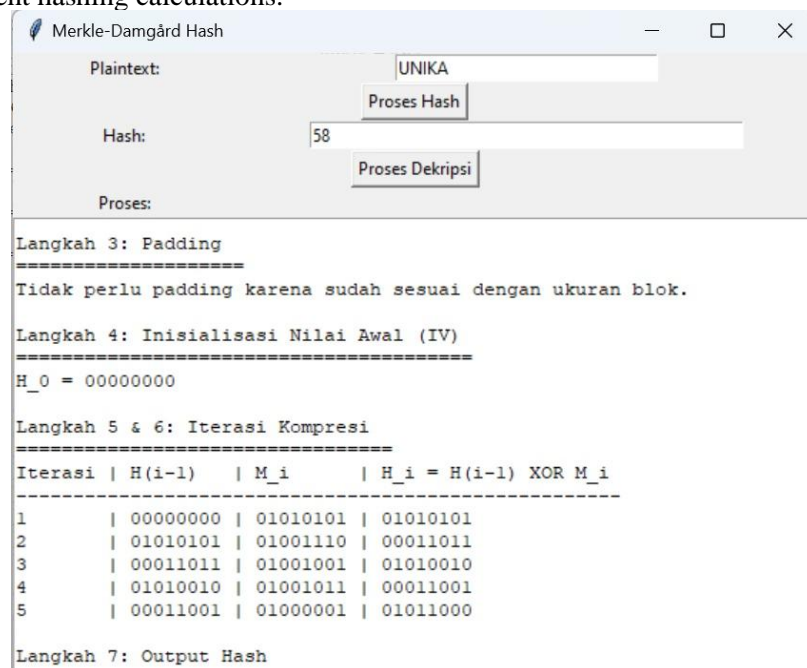 ent hashing calculations.
Merkle-Damgård Hash
Plaintext: UNIKA
Proses Hash
Hash: 58
Proses Dekripsi
Proses:
Langkah 3: Padding
====================
Tidak perlu padding karena sudah sesuai dengan ukuran blok.
Langkah 4: Inisialisasi Nilai Awal (IV)
========================================
H_0 = 00000000
Langkah 5 & 6: Iterasi Kompresi
=================================
Iterasi | H(i-1) | M_i | H_i = H(i-1) XOR M_i
-----------------------------------------------------
1 | 00000000 | 01010101 | 01010101
2 | 01010101 | 01001110 | 00011011
3 | 00011011 | 01001001 | 01010010
4 | 01010010 | 01001011 | 00011001
5 | 00011001 | 01000001 | 01011000
Langkah 7: Output Hash